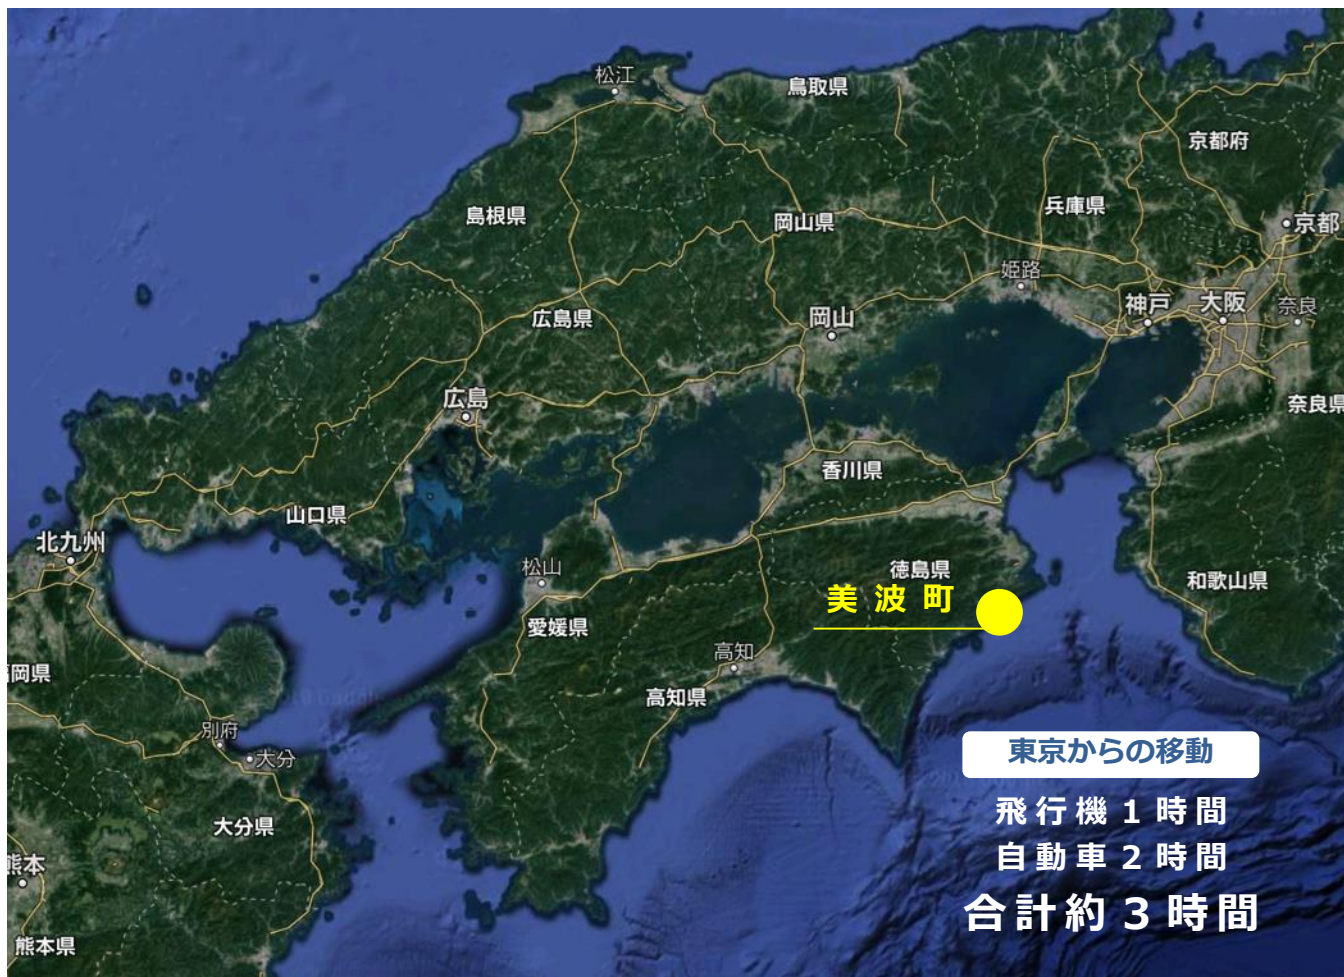 松江
鳥取県
京都府
島根県
岡山県
兵庫県
京都
姫路
広島県
岡山
神戸
大阪
奈良
広島
奈良県
香川県
山口県
北九州
松山
徳島県
和歌山県
美波町
愛媛県
高知
高知県
福岡県
別府
大分
大分県
熊本
熊本県
東京からの移動
飛行機 1 時間
自動車 2 時間
合計約 3 時間